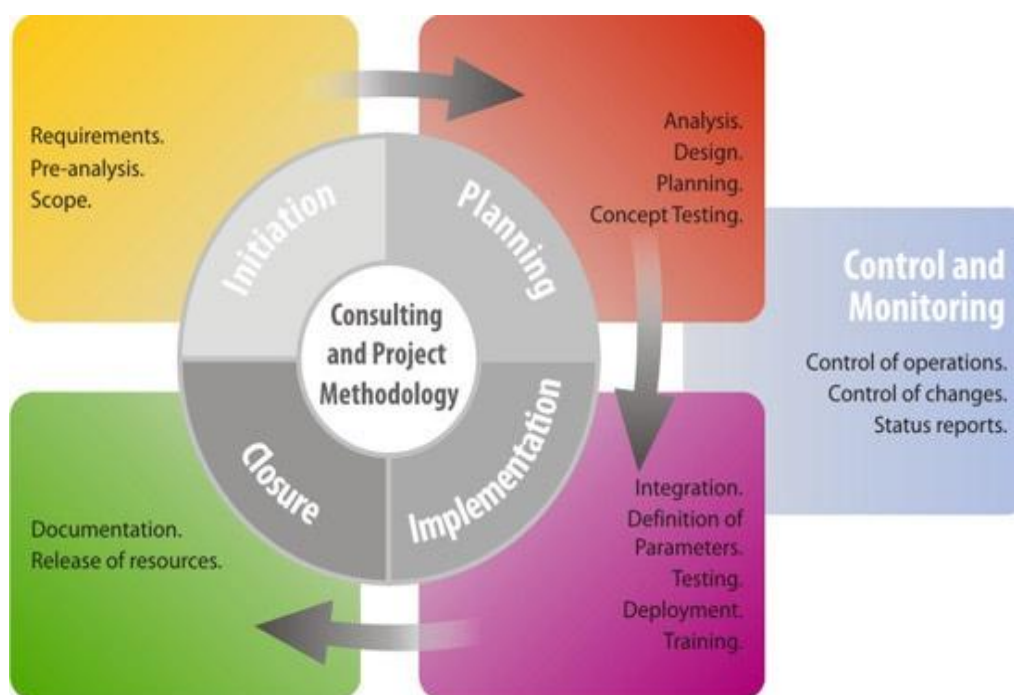 Requirements.
Pre-analysis.
Scope.
Initiation
Planning
Analysis.
Design.
Planning.
Concept Testing.
Consulting
and Project
Methodology
Control and
Monitoring
Control of operations.
Control of changes.
Status reports.
Closure
Implementation
Documentation.
Release of resources.
Integration.
Definition of
Parameters.
Testing.
Deployment.
Training.